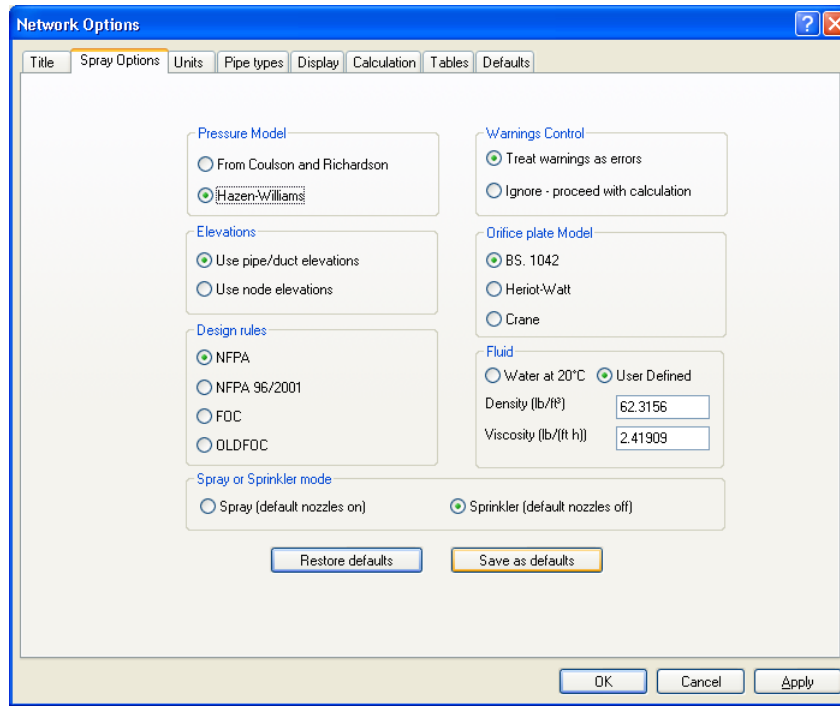 Network Options
Title Spray Options Units Pipe types Display Calculation Tables Defaults
Pressure Model
From Coulson and Richardson
Hazen-Williams
Warnings Control
Treat warnings as errors
Ignore - proceed with calculation
Elevations
Use pipe/duct elevations
Use node elevations
Orifice plate Model
BS. 1042
Heriot-Watt
Crane
Design rules
NFPA
NFPA 96/2001
FOC
OLDFOC
Fluid
Water at 20°C User Defined
Density (lb/ft³) 62.3156
Viscosity (lb/(ft h)) 2.41909
Spray or Sprinkler mode
Spray (default nozzles on) Sprinkler (default nozzles off)
Restore defaults Save as defaults
OK Cancel Apply